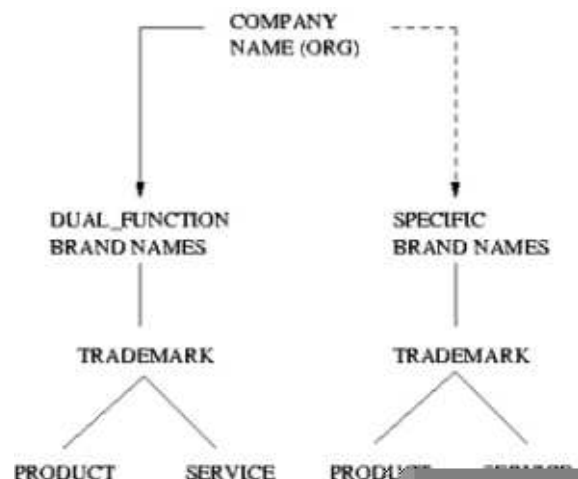 COMPANY
NAME (ORG)
DUAL_FUNCTION
BRAND NAMES
SPECIFIC
BRAND NAMES
TRADEMARK
TRADEMARK
PRODUCT
SERVICE